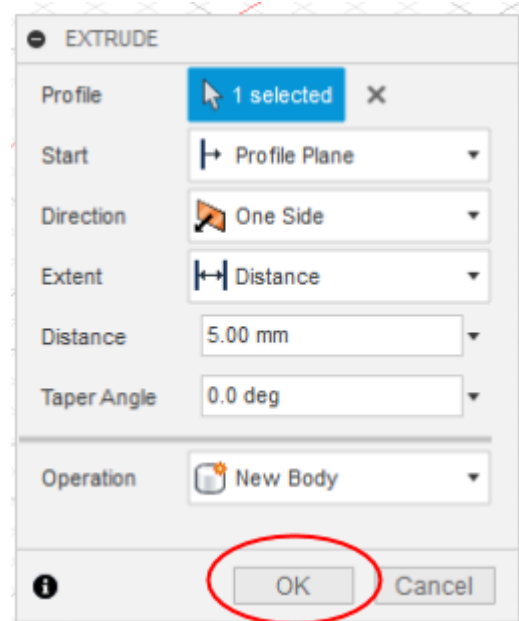 EXTRUDE
Profile 1 selected
Start Profile Plane
Direction One Side
Extent Distance
Distance 5.00 mm
Taper Angle 0.0 deg
Operation New Body
OK Cancel